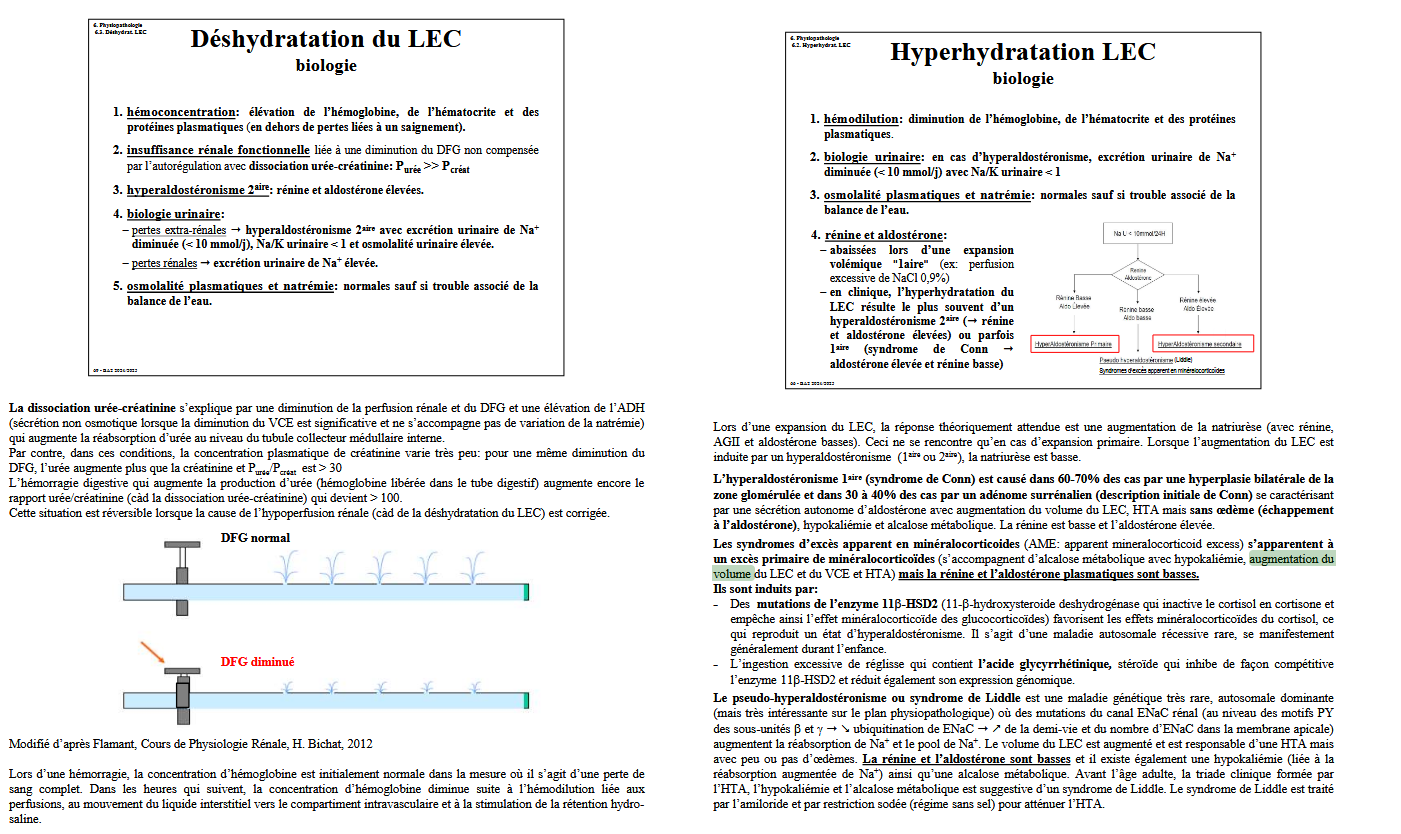 6. Physiopathologie
6.3. Déshydrat. LEC
Déshydratation du LEC
biologie
1. hémoconcentration: élévation de l'hémoglobine, de l'hématocrite et des
protéines plasmatiques (en dehors de pertes liées à un saignement).
2. insuffisance rénale fonctionnelle liée à une diminution du DFG non compensée
par l'autorégulation avec dissociation urée-créatinine: Purée >> Pcréat
3. hyperaldostéronisme 2aire: rénine et aldostérone élevées.
4. biologie urinaire:
– pertes extra-rénales → hyperaldostéronisme 2aire avec excrétion urinaire de Na+
diminuée (< 10 mmol/j), Na/K urinaire < 1 et osmolalité urinaire élevée.
– pertes rénales → excrétion urinaire de Na+ élevée.
5. osmolalité plasmatiques et natrémie: normales sauf si trouble associé de la
balance de l'eau.
La dissociation urée-créatinine s'explique par une diminution de la perfusion rénale et du DFG et une élévation de l'ADH
(sécrétion non osmotique lorsque la diminution du VCE est significative et ne s'accompagne pas de variation de la natrémie)
qui augmente la réabsorption d'urée au niveau du tubule collecteur médullaire interne.
Par contre, dans ces conditions, la concentration plasmatique de créatinine varie très peu: pour une même diminution du
DFG, l'urée augmente plus que la créatinine et Purée/Pcréat est > 30
L'hémorragie digestive qui augmente la production d'urée (hémoglobine libérée dans le tube digestif) augmente encore le
rapport urée/créatinine (càd la dissociation urée-créatinine) qui devient > 100.
Cette situation est réversible lorsque la cause de l'hypoperfusion rénale (càd de la déshydratation du LEC) est corrigée.
DFG normal
DFG diminué
Modifié d'après Flamant, Cours de Physiologie Rénale, H. Bichat, 2012
Lors d'une hémorragie, la concentration d'hémoglobine est initialement normale dans la mesure où il s'agit d'une perte de
sang complet. Dans les heures qui suivent, la concentration d'hémoglobine diminue suite à l'hémodilution liée aux
perfusions, au mouvement du liquide interstitiel vers le compartiment intravasculaire et à la stimulation de la rétention hydro-
saline.
6. Physiopathologie
6.2. Hyperhydrat. LEC
Hyperhydratation LEC
biologie
1. hémodilution: diminution de l'hémoglobine, de l'hématocrite et des protéines
plasmatiques.
2. biologie urinaire: en cas d'hyperaldostéronisme, excrétion urinaire de Na+
diminuée (< 10 mmol/j) avec Na/K urinaire < 1
3. osmolalité plasmatiques et natrémie: normales sauf si trouble associé de la
balance de l'eau.
4. rénine et aldostérone:
– abaissées lors d'une expansion
volémique "1aire" (ex: perfusion
excessive de NaCl 0,9%)
– en clinique, l'hyperhydratation du
LEC résulte le plus souvent d'un
hyperaldostéronisme 2aire (→ rénine
et aldostérone élevées) ou parfois
1aire (syndrome de Conn →
aldostérone élevée et rénine basse)
Na U < 10mmol/24H
Renine
Aldostérone
Rénine Basse
Aldo Élevée
Renine basse
Aldo basse
Rénine élevée
Aldo Élevée
HyperAldostéronisme Primaire
HyperAldostéronisme secondaire
Pseudo hyperaldostéronisme (Liddle)
Syndromes d'excès apparent en minéralocorticoïdes
Lors d'une expansion du LEC, la réponse théoriquement attendue est une augmentation de la natriurèse (avec rénine,
AGII et aldostérone basses). Ceci ne se rencontre qu'en cas d'expansion primaire. Lorsque l'augmentation du LEC est
induite par un hyperaldostéronisme (1aire ou 2aire), la natriurèse est basse.
L'hyperaldostéronisme 1aire (syndrome de Conn) est causé dans 60-70% des cas par une hyperplasie bilatérale de la
zone glomérulée et dans 30 à 40% des cas par un adénome surrénalien (description initiale de Conn) se caractérisant
par une sécrétion autonome d'aldostérone avec augmentation du volume du LEC, HTA mais sans œdème (échappement
à l'aldostérone), hypokaliémie et alcalose métabolique. La rénine est basse et l'aldostérone élevée.
Les syndromes d'excès apparent en minéralocorticoides (AME: apparent mineralocorticoid excess) s'apparentent à
un excès primaire de minéralocorticoïdes (s'accompagnent d'alcalose métabolique avec hypokaliémie, augmentation du
volume du LEC et du VCE et HTA) mais la rénine et l'aldostérone plasmatiques sont basses.
Ils sont induits par:
- Des mutations de l'enzyme 11β-HSD2 (11-β-hydroxysteroide deshydrogénase qui inactive le cortisol en cortisone et
empêche ainsi l'effet minéralocorticoïde des glucocorticoïdes) favorisent les effets minéralocorticoïdes du cortisol, ce
qui reproduit un état d'hyperaldostéronisme. Il s'agit d'une maladie autosomale récessive rare, se manifestement
généralement durant l'enfance.
- L'ingestion excessive de réglisse qui contient l'acide glycyrrhétinique, stéroïde qui inhibe de façon compétitive
l'enzyme 11β-HSD2 et réduit également son expression génomique.
Le pseudo-hyperaldostéronisme ou syndrome de Liddle est une maladie génétique très rare, autosomale dominante
(mais très intéressante sur le plan physiopathologique) où des mutations du canal ENaC rénal (au niveau des motifs PY
des sous-unités β et γ → ↘ ubiquitination de ENaC → ↗ de la demi-vie et du nombre d'ENaC dans la membrane apicale)
augmentent la réabsorption de Na+ et le pool de Na+. Le volume du LEC est augmenté et est responsable d'une HTA mais
avec peu ou pas d'œdèmes. La rénine et l'aldostérone sont basses et il existe également une hypokaliémie (liée à la
réabsorption augmentée de Na+) ainsi qu'une alcalose métabolique. Avant l'âge adulte, la triade clinique formée par
l'HTA, l'hypokaliémie et l'alcalose métabolique est suggestive d'un syndrome de Liddle. Le syndrome de Liddle est traité
par l'amiloride et par restriction sodée (régime sans sel) pour atténuer l'HTA.